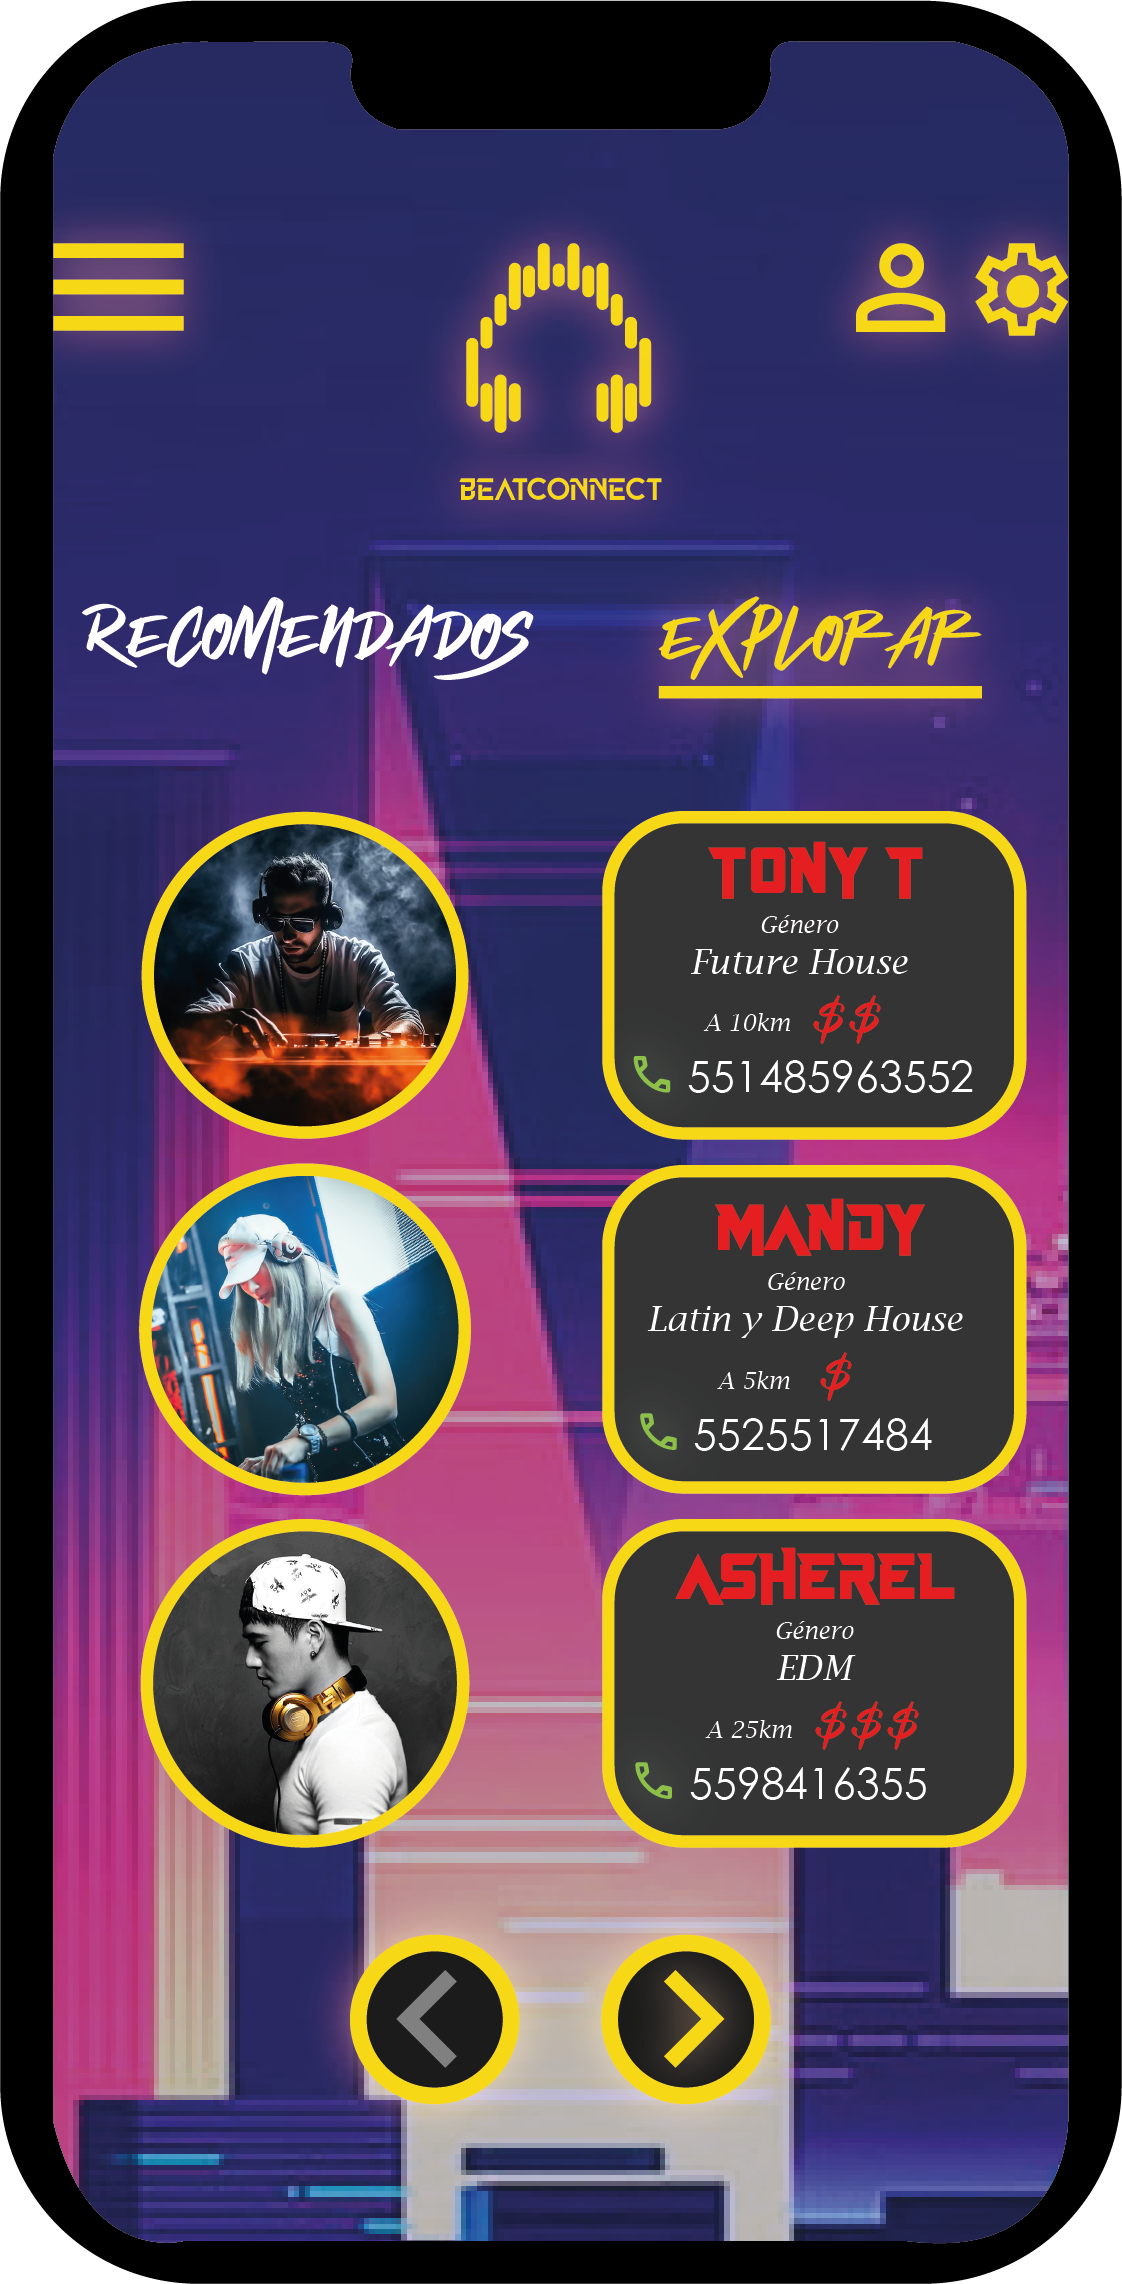 BEATCONNECT
RECOMENDADOS
EXPLORAR
TONY T
Género
Future House
A 10km $$
551485963552
MANDY
Género
Latin y Deep House
A 5km $
5525517484
ASHEREL
Género
EDM
A 25km $$$
5598416355